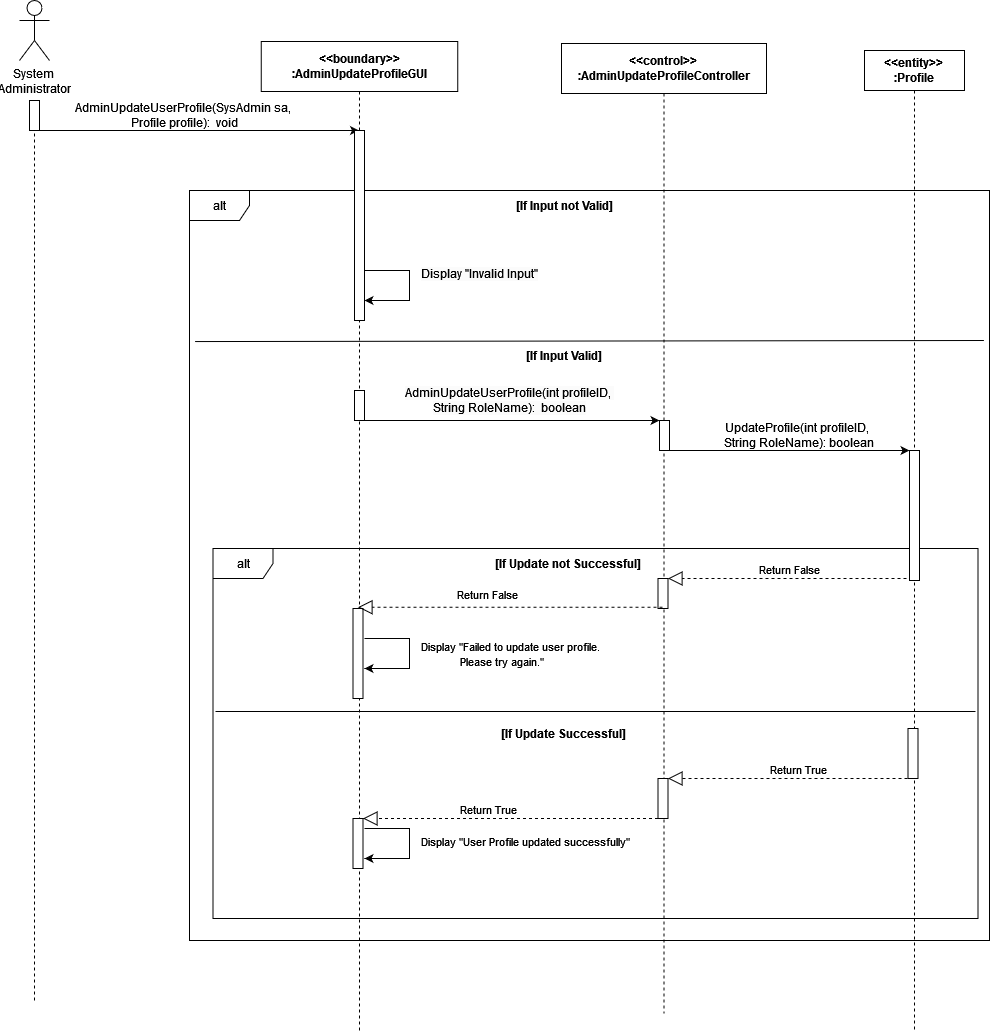 System
Administrator
<<boundary>>
:AdminUpdateProfileGUI
<<control>>
:AdminUpdateProfileController
<<entity>>
:Profile
AdminUpdateUserProfile(SysAdmin sa,
Profile profile): void
alt
[If Input not Valid]
Display "Invalid Input"
[If Input Valid]
AdminUpdateUserProfile(int profileID,
String RoleName): boolean
UpdateProfile(int profileID,
String RoleName): boolean
alt
[If Update not Successful]
Return False
Return False
Display "Failed to update user profile.
Please try again."
[If Update Successful]
Return True
Return True
Display "User Profile updated successfully"